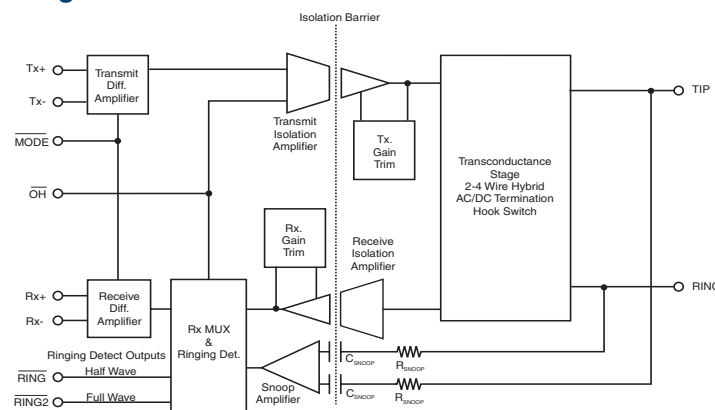 Isolation Barrier
Tx+
Tx-
Transmit
Diff.
Amplifier
MODE
OH
Transmit
Isolation
Amplifier
Tx.
Gain
Trim
Transconductance
Stage
2-4 Wire Hybrid
AC/DC Termination
Hook Switch
TIP
Rx.
Gain
Trim
Receive
Isolation
Amplifier
RING
Rx+
Rx-
Receive
Diff.
Amplifier
Rx MUX
&
Ringing Det.
Ringing Detect Outputs
RING
Half Wave
RING2
Full Wave
Snoop
Amplifier
CSNOOP
RSNOOP
CSNOOP
RSNOOP